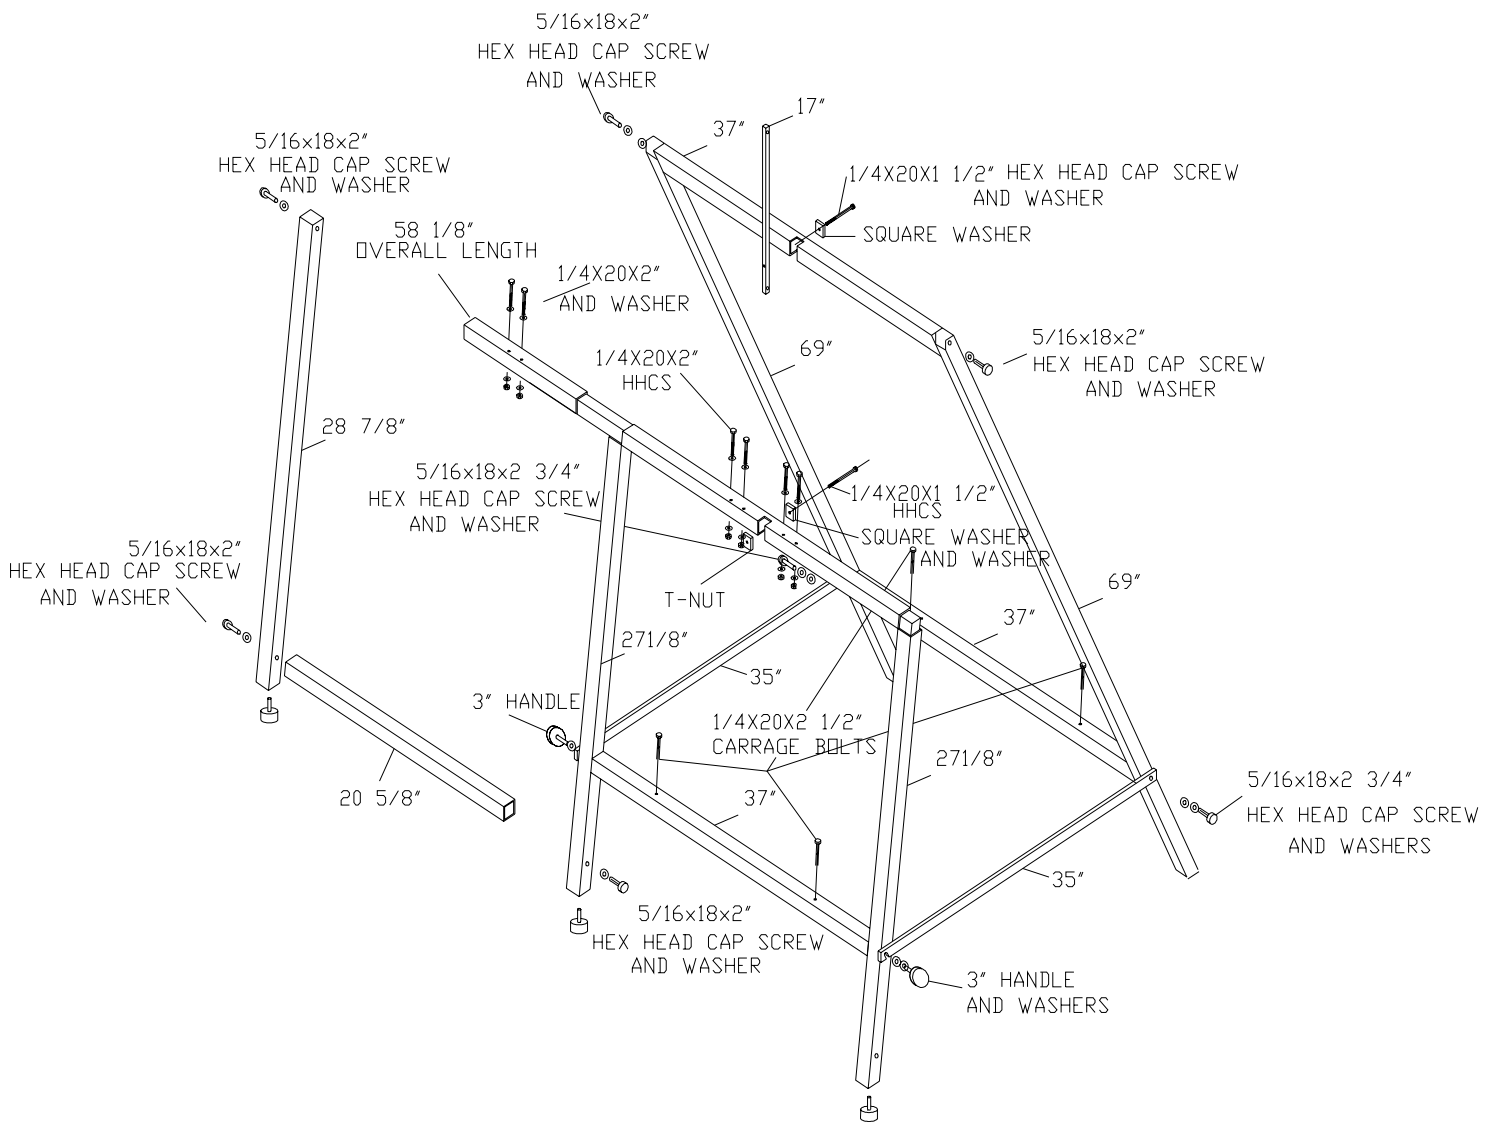 5/16x18x2"
HEX HEAD CAP SCREW
AND WASHER
17"
37"
5/16x18x2"
HEX HEAD CAP SCREW
AND WASHER
1/4X20X1 1/2" HEX HEAD CAP SCREW
AND WASHER
SQUARE WASHER
58 1/8"
OVERALL LENGTH
1/4X20X2"
AND WASHER
5/16x18x2"
HEX HEAD CAP SCREW
AND WASHER
69"
1/4X20X2"
HHCS
28 7/8"
5/16x18x2 3/4"
HEX HEAD CAP SCREW
AND WASHER
1/4X20X1 1/2"
HHCS
SQUARE WASHER
AND WASHER
5/16x18x2"
HEX HEAD CAP SCREW
AND WASHER
T-NUT
69"
37"
271/8"
35"
3" HANDLE
1/4X20X2 1/2"
CARRAGE BOLTS
271/8"
20 5/8"
37"
5/16x18x2 3/4"
HEX HEAD CAP SCREW
AND WASHERS
35"
5/16x18x2"
HEX HEAD CAP SCREW
AND WASHER
3" HANDLE
AND WASHERS